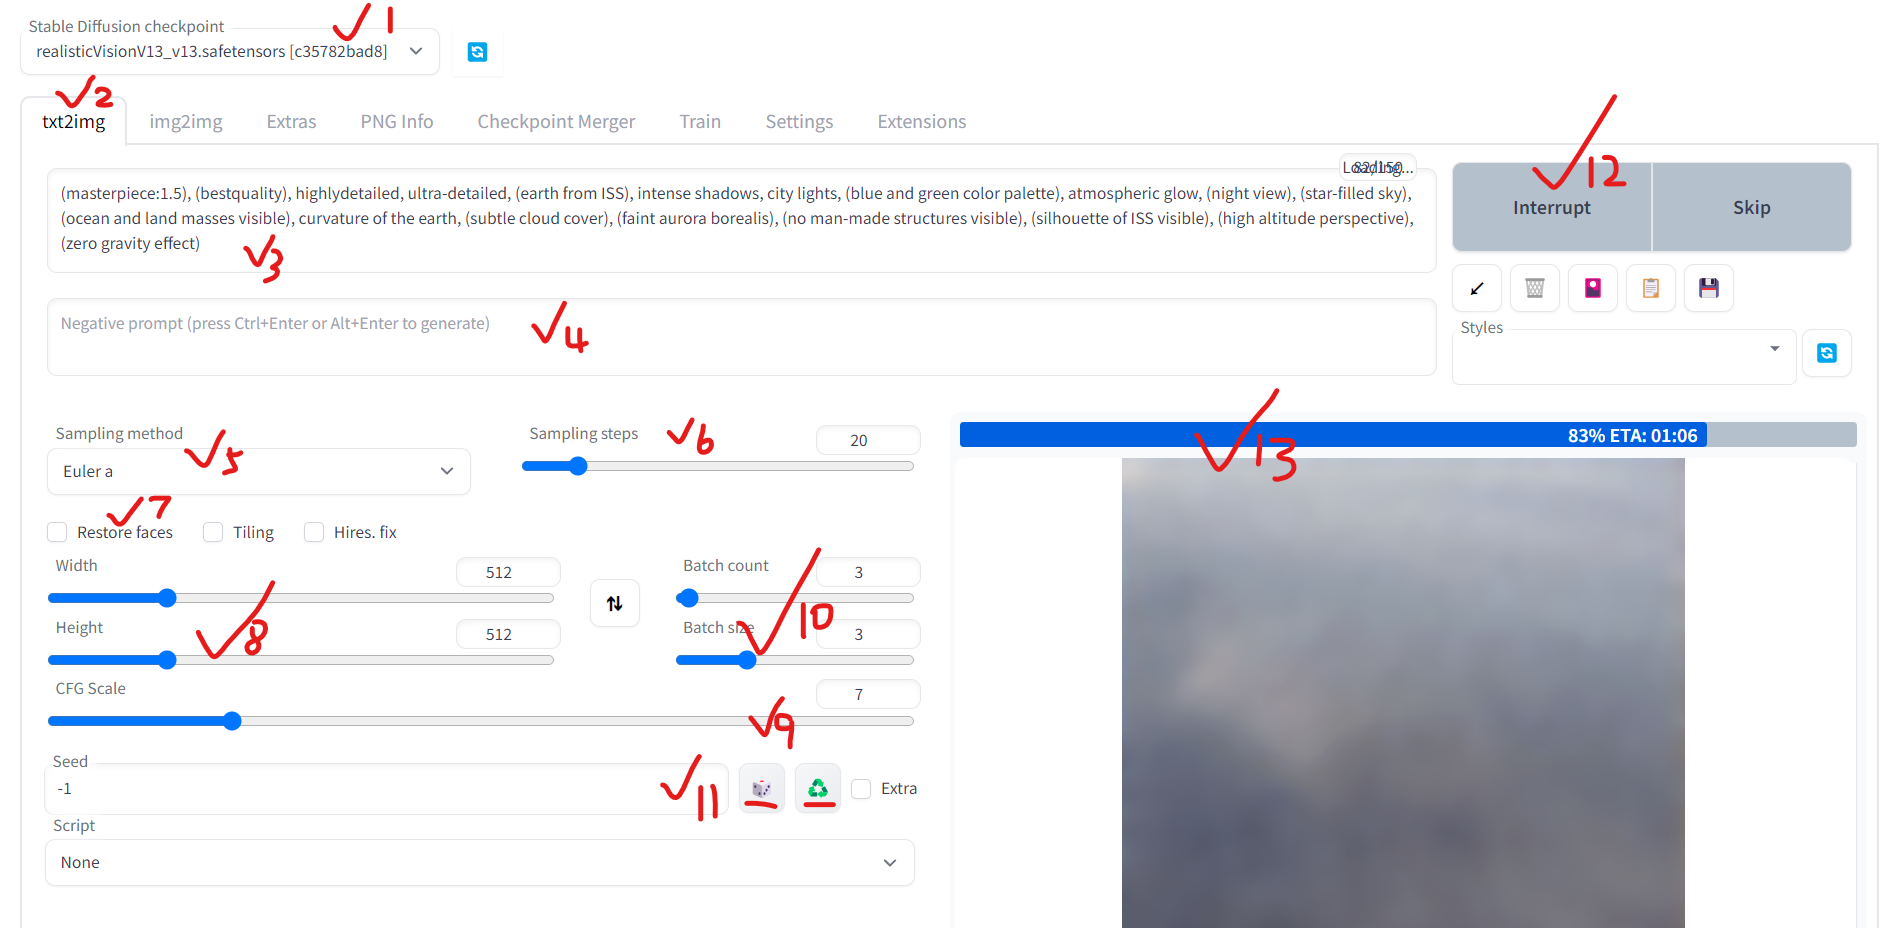 Stable Diffusion checkpoint
√1
realisticVisionV13_v13.safetensors [c35782bad8]
√2
txt2img img2img Extras PNG Info Checkpoint Merger Train Settings Extensions
(masterpiece:1.5), (bestquality), highlydetailed, ultra-detailed, (earth from ISS), intense shadows, city lights, (blue and green color palette), atmospheric glow, (night view), (star-filled sky),
(ocean and land masses visible), curvature of the earth, (subtle cloud cover), (faint aurora borealis), (no man-made structures visible), (silhouette of ISS visible), (high altitude perspective),
(zero gravity effect)
√3
√12
Interrupt Skip
Negative prompt (press Ctrl+Enter or Alt+Enter to generate)
√4
Styles
Sampling method
√5
Euler a
Sampling steps
√6
20
√7
Restore faces Tiling Hires. fix
Width
512
Height
512
√8
Batch count
3
Batch size
3
√10
CFG Scale
7
√9
Seed
-1
√11
Extra
Script
None
83% ETA: 01:06
√13